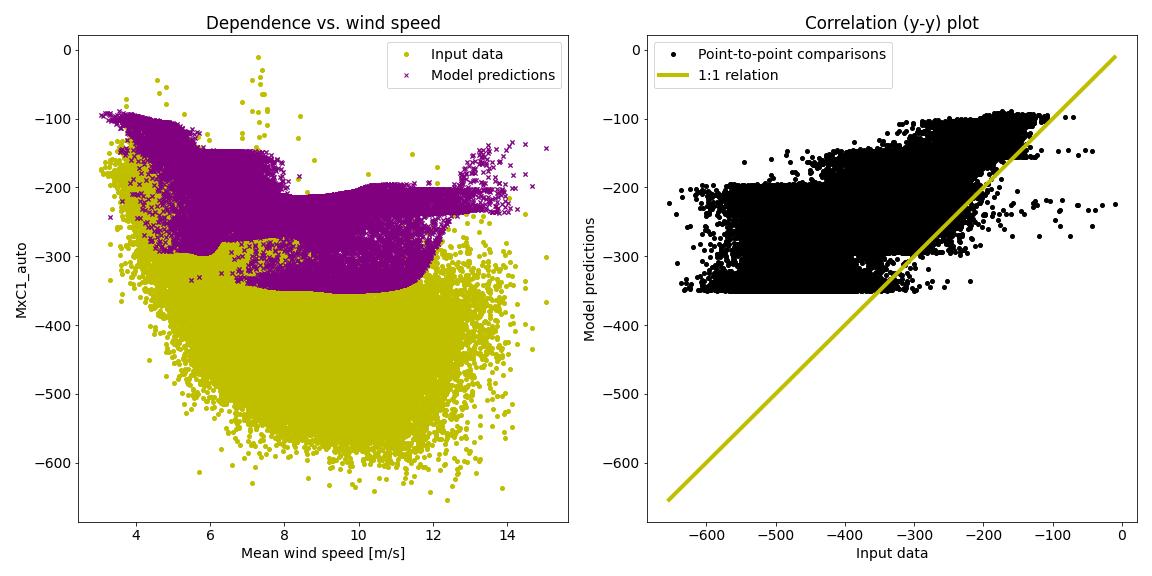 Dependence vs. wind speed
Input data
Model predictions
0
−100
−200
−300
−400
−500
−600
MxC1_auto
4
6
8
10
12
14
Mean wind speed [m/s]
Correlation (y-y) plot
Point-to-point comparisons
1:1 relation
0
−100
−200
−300
−400
−500
−600
Model predictions
−600
−500
−400
−300
−200
−100
0
Input data